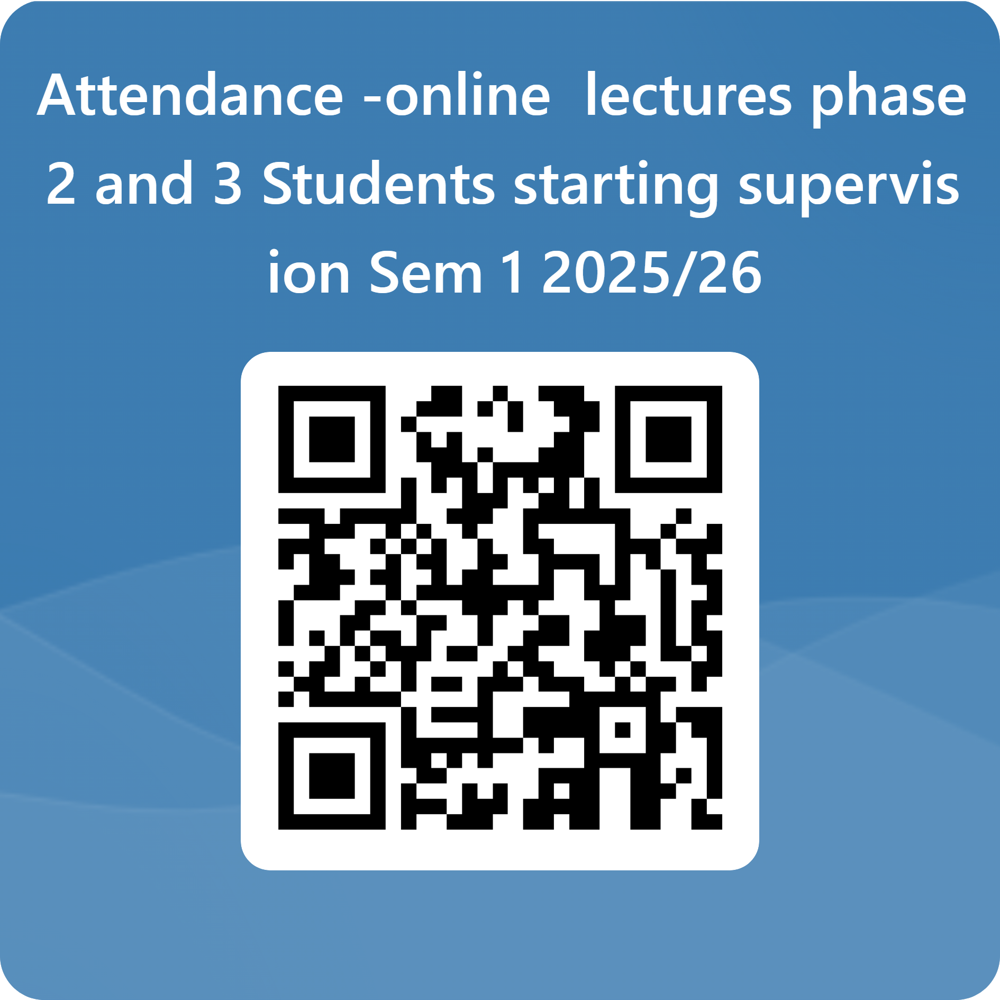 Attendance -online  lectures phase
2 and 3 Students starting supervis
ion Sem 1 2025/26